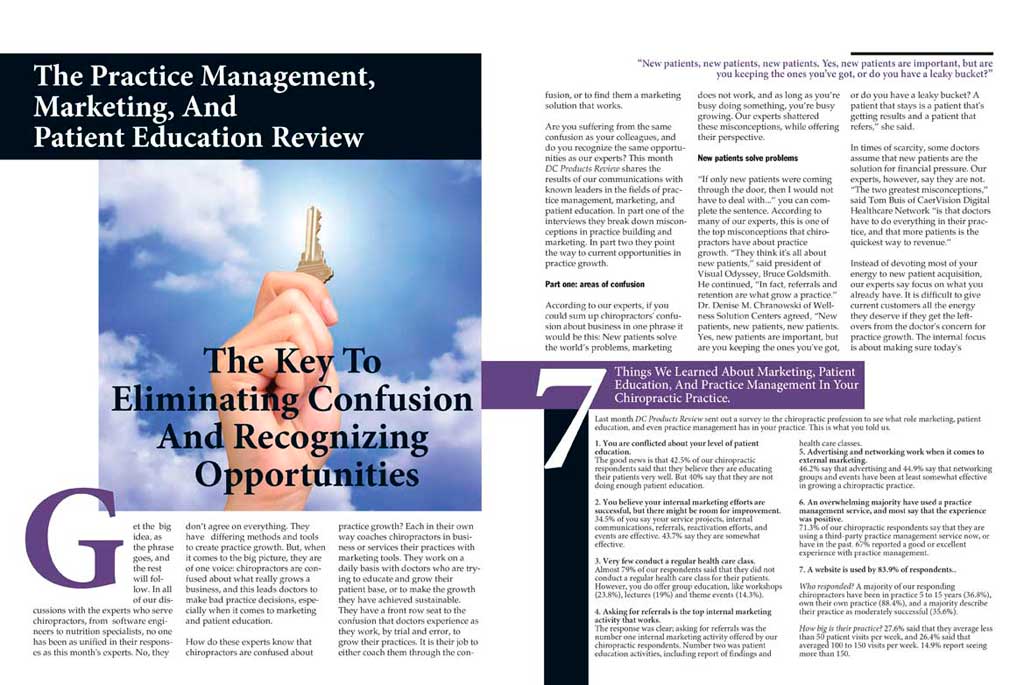 The Practice Management,
Marketing, And
Patient Education Review
The Key To
Eliminating Confusion
And Recognizing
Opportunities
Get the big
idea, as
the phrase
goes, and
the rest
will fol-
low. In all
of our dis-
cussions with the experts who serve
chiropractors, from software engi-
neers to nutrition specialists, no one
has been as unified in their respons-
es as this month's experts. No, they
don't agree on everything. They
have differing methods and tools
to create practice growth. But, when
it comes to the big picture, they are
of one voice: chiropractors are con-
fused about what really grows a
business, and this leads doctors to
make bad practice decisions, espe-
cially when it comes to marketing
and patient education.
How do these experts know that
chiropractors are confused about
practice growth? Each in their own
way coaches chiropractors in busi-
ness or services their practices with
marketing tools. They work on a
daily basis with doctors who are try-
ing to educate and grow their
patient base, or to make the growth
they have achieved sustainable.
They have a front row seat to the
confusion that doctors experience as
they work, by trial and error, to
grow their practices. It is their job to
either coach them through the con-
"New patients, new patients, new patients. Yes, new patients are important, but are
you keeping the ones you've got, or do you have a leaky bucket?"
fusion, or to find them a marketing
solution that works.
Are you suffering from the same
confusion as your colleagues, and
do you recognize the same opportu-
nities as our experts? This month
DC Products Review shares the
results of our communications with
known leaders in the fields of prac-
tice management, marketing, and
patient education. In part one of the
interviews they break down miscon-
ceptions in practice building and
marketing. In part two they point
the way to current opportunities in
practice growth.
Part one: areas of confusion
According to our experts, if you
could sum up chiropractors' confu-
sion about business in one phrase it
would be this: New patients solve
the world's problems, marketing
does not work, and as long as you're
busy doing something, you're busy
growing. Our experts shattered
these misconceptions, while offering
their perspective.
New patients solve problems
"If only new patients were coming
through the door, then I would not
have to deal with..." you can com-
plete the sentence. According to
many of our experts, this is one of
the top misconceptions that chiro-
practors have about practice
growth. "They think it's all about
new patients," said president of
Visual Odyssey, Bruce Goldsmith.
He continued, "In fact, referrals and
retention are what grow a practice."
Dr. Denise M. Chranowski of Well-
ness Solution Centers agreed, "New
patients, new patients, new patients.
Yes, new patients are important, but
are you keeping the ones you've got,
or do you have a leaky bucket? A
patient that stays is a patient that's
getting results and a patient that
refers," she said.
In times of scarcity, some doctors
assume that new patients are the
solution for financial pressure. Our
experts, however, say they are not.
"The two greatest misconceptions,"
said Tom Buis of CaerVision Digital
Healthcare Network "is that doctors
have to do everything in their prac-
tice, and that more patients is the
quickest way to revenue."
Instead of devoting most of your
energy to new patient acquisition,
our experts say focus on what you
already have. It is difficult to give
current customers all the energy
they deserve if they get the left-
overs from the doctor's concern for
practice growth. The internal focus
is about making sure today's
7
Things We Learned About Marketing, Patient
Education, And Practice Management In Your
Chiropractic Practice.
Last month DC Products Review sent out a survey to the chiropractic profession to see what role marketing, patient
education, and even practice management has in your practice. This is what you told us.
1. You are conflicted about your level of patient
education.
The good news is that 42.5% of our chiropractic
respondents said that they believe they are educating
their patients very well. But 40% say that they are not
doing enough patient education.
2. You believe your internal marketing efforts are
successful, but there might be room for improvement.
34.5% of you say your service projects, internal
communications, referrals, reactivation efforts, and
events are effective. 43.7% say they are somewhat
effective.
3. Very few conduct a regular health care class.
Almost 79% of our respondents said that they did not
conduct a regular health care class for their patients.
However, you do offer group education, like workshops
(23.8%), lectures (19%) and theme events (14.3%).
4. Asking for referrals is the top internal marketing
activity that works.
The response was clear; asking for referrals was the
number one internal marketing activity offered by our
chiropractic respondents. Number two was patient
education activities, including report of findings and
health care classes.
5. Advertising and networking work when it comes to
external marketing.
46.2% say that advertising and 44.9% say that networking
groups and events have been at least somewhat effective
in growing a chiropractic practice.
6. An overwhelming majority have used a practice
management service, and most say that the experience
was positive.
71.3% of our chiropractic respondents say that they are
using a third-party practice management service now, or
have in the past. 67% reported a good or excellent
experience with practice management.
7. A website is used by 83.9% of respondents..
Who responded? A majority of our responding
chiropractors have been in practice 5 to 15 years (36.8%),
own their own practice (88.4%), and a majority describe
their practice as moderately successful (35.6%).
How big is their practice? 27.6% said that they average less
than 50 patient visits per week, and 26.4% said that
averaged 100 to 150 visits per week. 14.9% report seeing
more than 150.